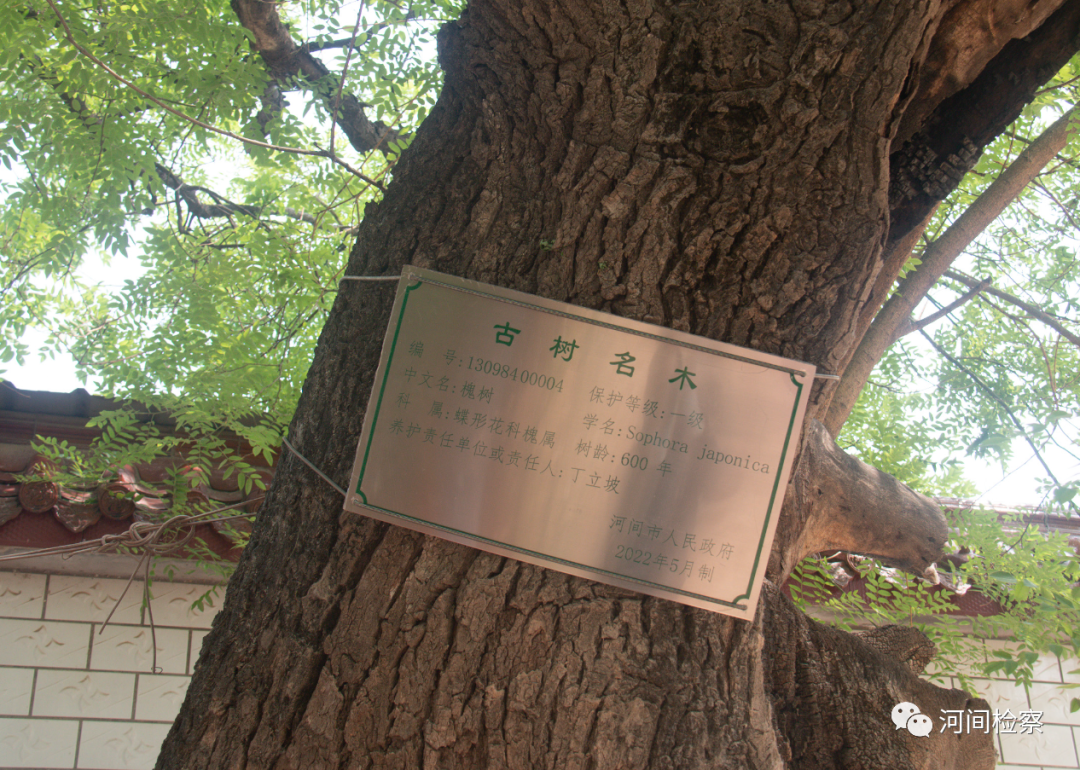 古树名木
编 号:13098400004 保护等级:一级
中文名:槐树 学名:Sophora japonica
科 属:蝶形花科槐属 树龄:600 年
养护责任单位或责任人:丁立坡
河间市人民政府
2022年5月制
河间检察